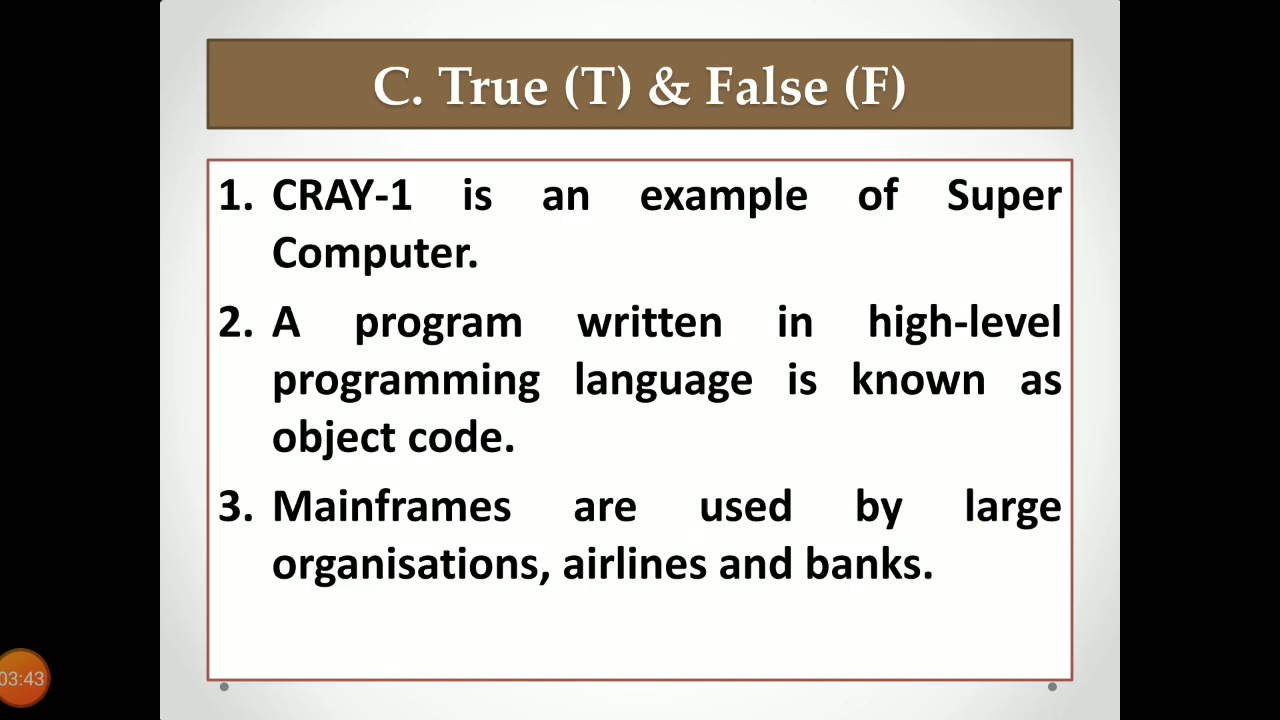 C. True (T) & False (F)
1. CRAY-1 is an example of Super
Computer.
2. A program written in high-level
programming language is known as
object code.
3. Mainframes are used by large
organisations, airlines and banks.
03:43